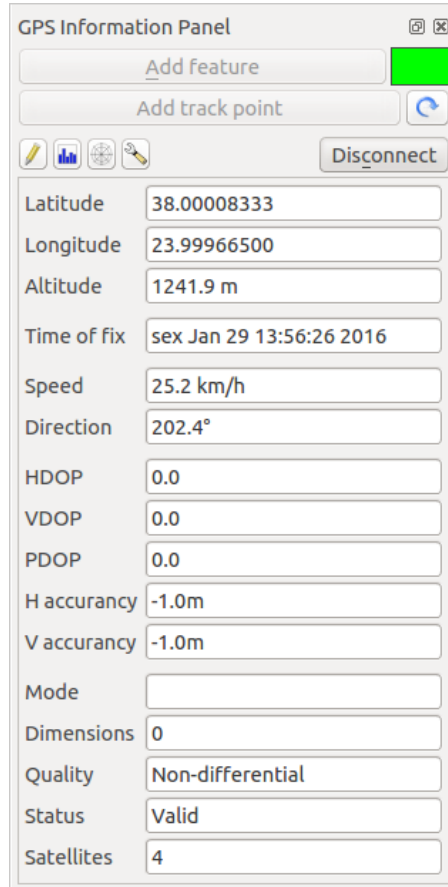 GPS Information Panel
Add feature
Add track point
Disconnect
Latitude 38.00008333
Longitude 23.99966500
Altitude 1241.9 m
Time of fix sex Jan 29 13:56:26 2016
Speed 25.2 km/h
Direction 202.4°
HDOP 0.0
VDOP 0.0
PDOP 0.0
H accurancy -1.0m
V accurancy -1.0m
Mode
Dimensions 0
Quality Non-differential
Status Valid
Satellites 4